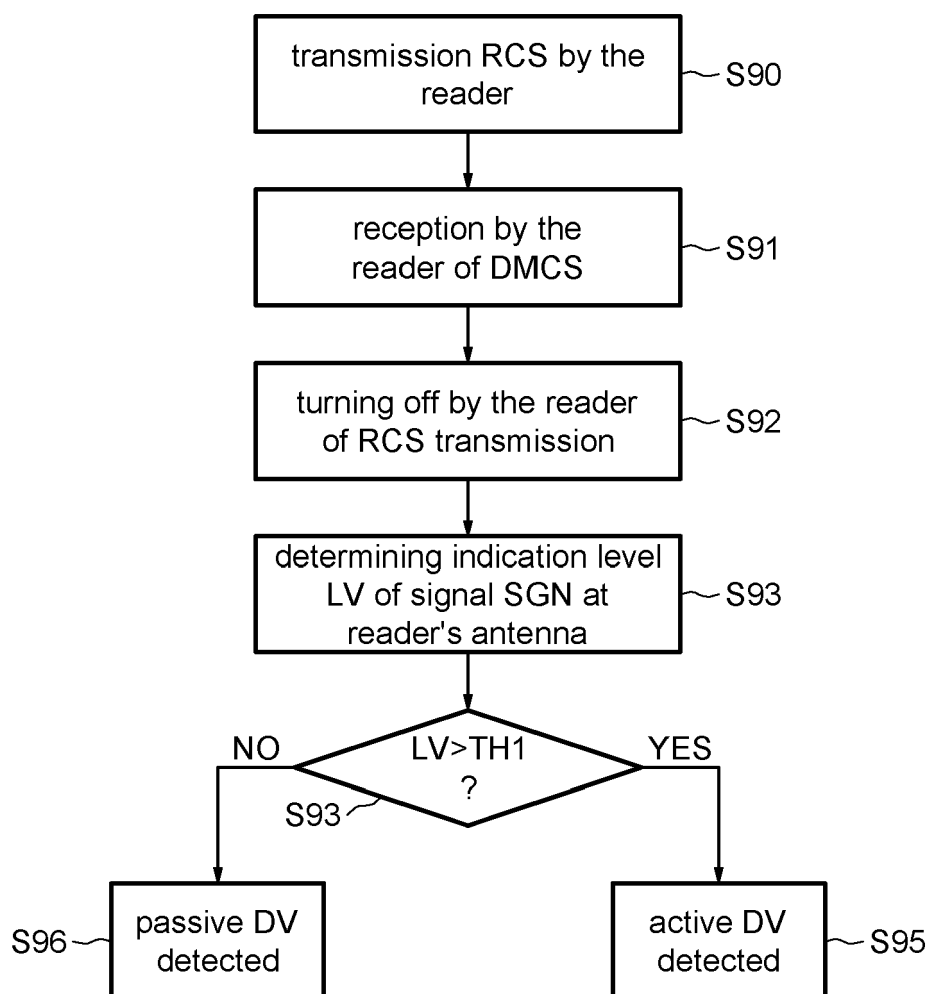 transmission RCS by the
reader
S90
reception by the
reader of DMCS
S91
turning off by the reader
of RCS transmission
S92
determining indication level
LV of signal SGN at
reader's antenna
S93
NO
LV>TH1
?
YES
S93
passive DV
detected
S96
active DV
detected
S95